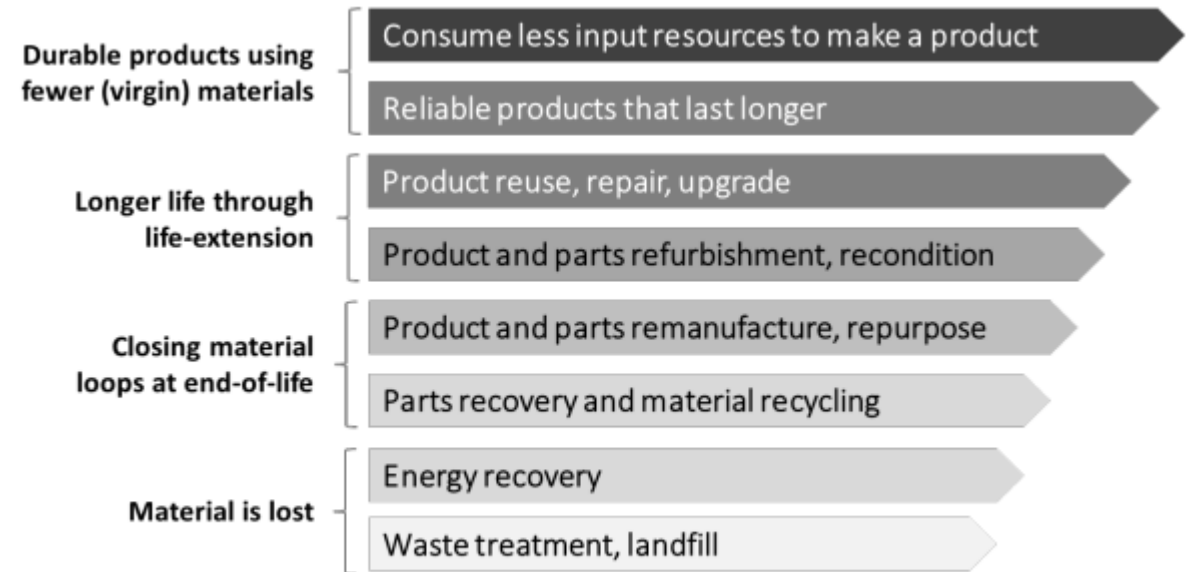 Durable products using
fewer (virgin) materials
Consume less input resources to make a product
Reliable products that last longer
Longer life through
life-extension
Product reuse, repair, upgrade
Product and parts refurbishment, recondition
Closing material
loops at end-of-life
Product and parts remanufacture, repurpose
Parts recovery and material recycling
Material is lost
Energy recovery
Waste treatment, landfill